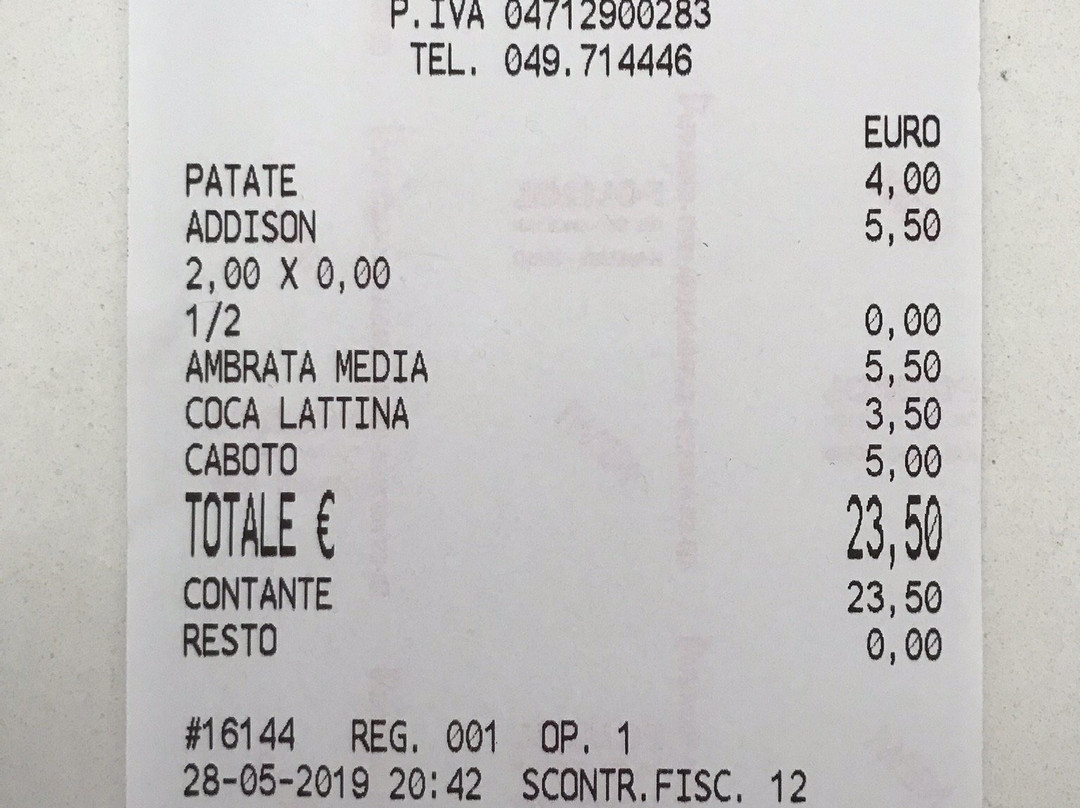 P.IVA 04712900283
TEL. 049.714446
EURO
PATATE 4,00
ADDISON 5,50
2,00 X 0,00
1/2 0,00
AMBRATA MEDIA 5,50
COCA LATTINA 3,50
CABOTO 5,00
TOTALE € 23,50
CONTANTE 23,50
RESTO 0,00
#16144 REG. 001 OP. 1
28-05-2019 20:42 SCONTR.FISC. 12